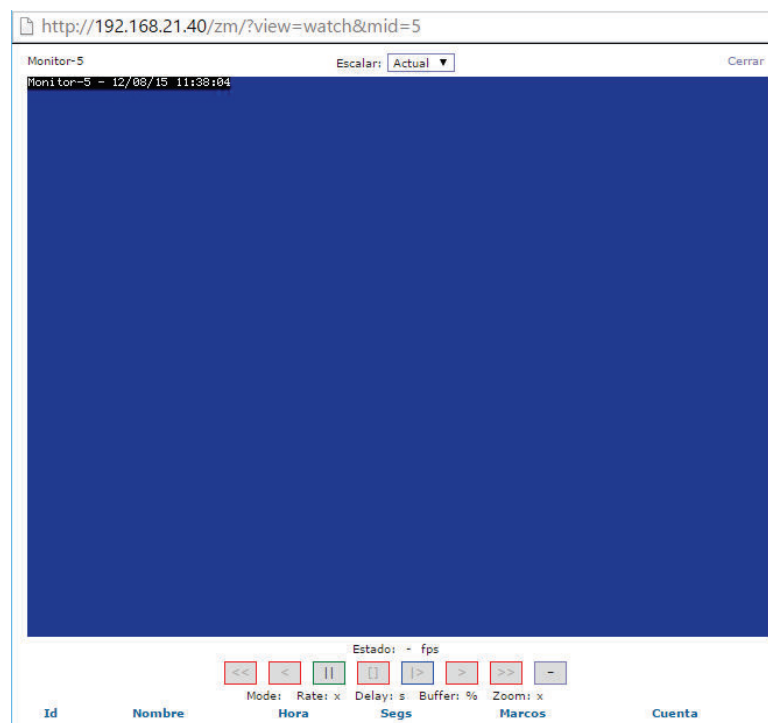 http://192.168.21.40/zm/?view=watch&mid=5
Monitor-5 Escalar: Actual ▼ Cerrar
Monitor-5 - 12/08/15 11:38:04
Estado: - fps
<< < || [] |> > >> -
Mode: Rate: x Delay: s Buffer: % Zoom: x
Id Nombre Hora Segs Marcos Cuenta